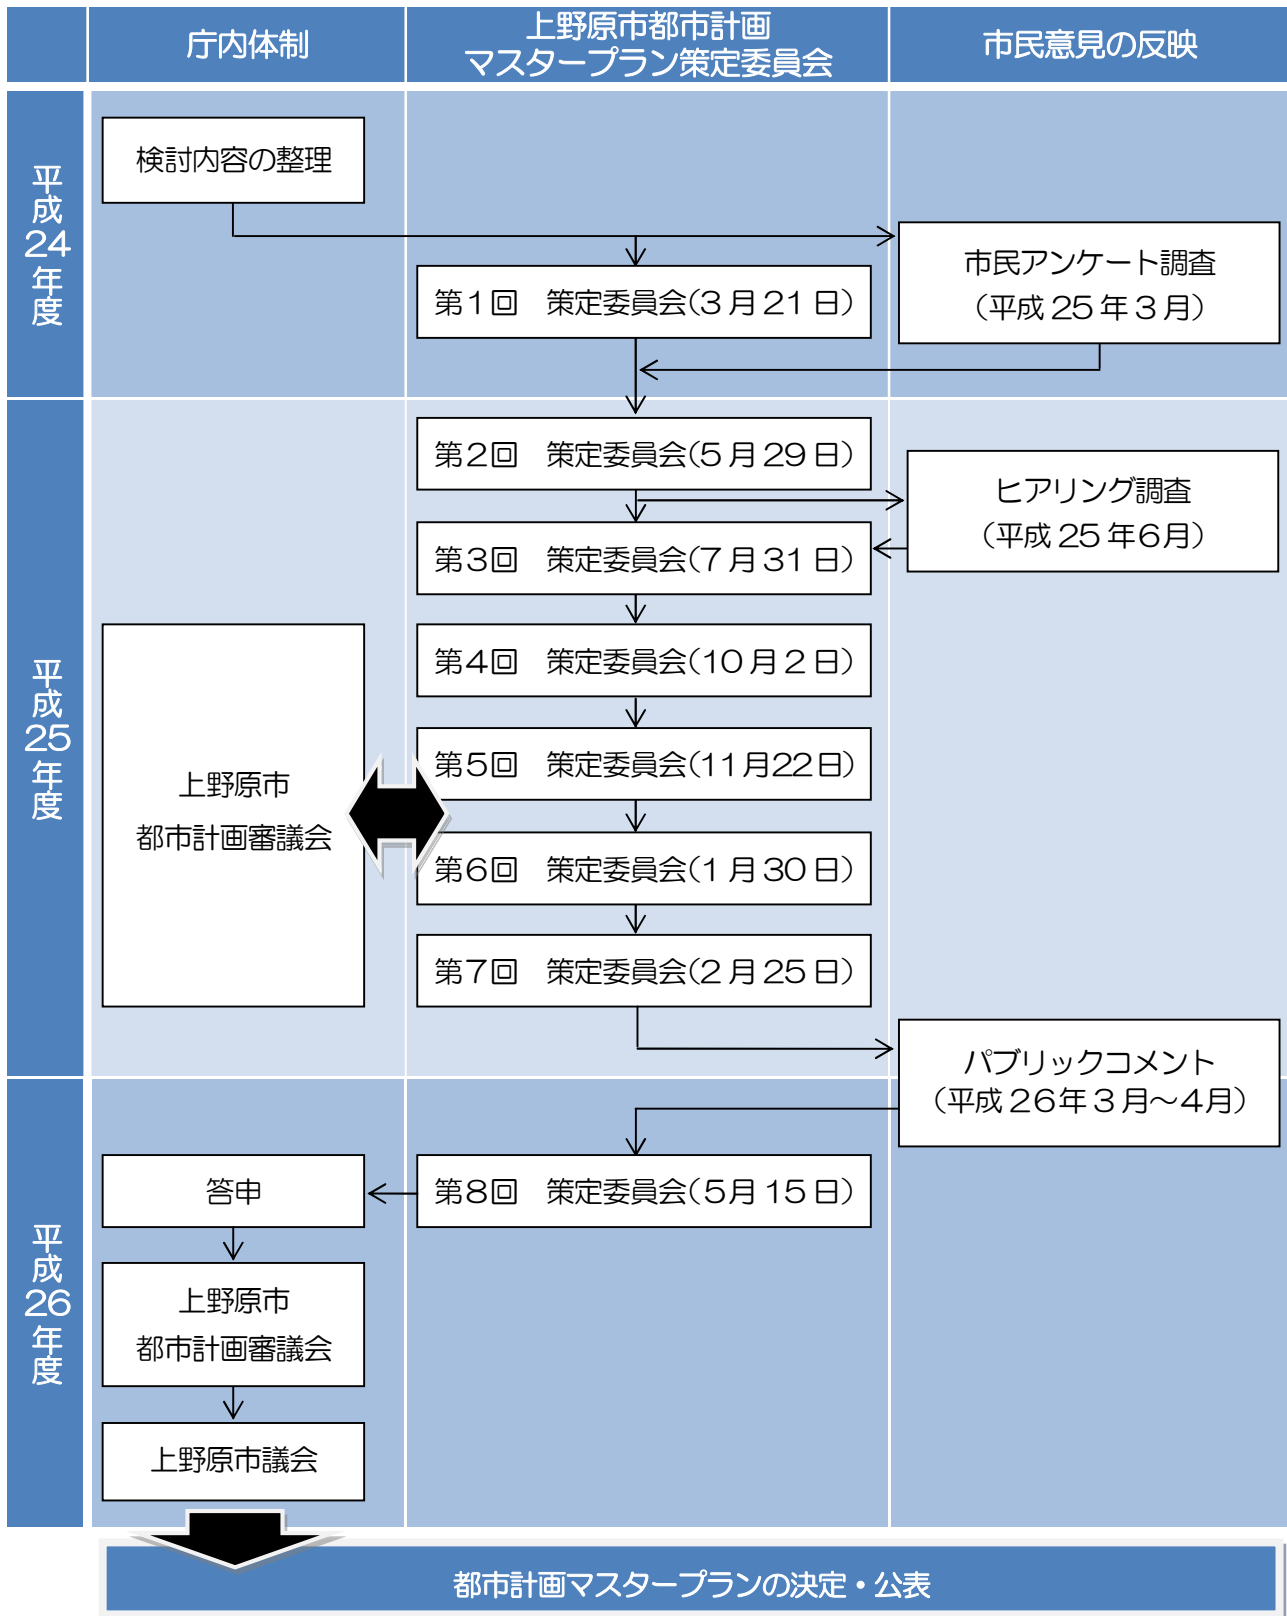 庁内体制
上野原市都市計画
マスタープラン策定委員会
市民意見の反映
平成24年度
検討内容の整理
第1回　策定委員会(3月21日)
市民アンケート調査
(平成25年3月)
平成25年度
第2回　策定委員会(5月29日)
ヒアリング調査
(平成25年6月)
第3回　策定委員会(7月31日)
第4回　策定委員会(10月2日)
上野原市
都市計画審議会
第5回　策定委員会(11月22日)
第6回　策定委員会(1月30日)
第7回　策定委員会(2月25日)
パブリックコメント
(平成26年3月～4月)
平成26年度
答申
第8回　策定委員会(5月15日)
上野原市
都市計画審議会
上野原市議会
都市計画マスタープランの決定・公表